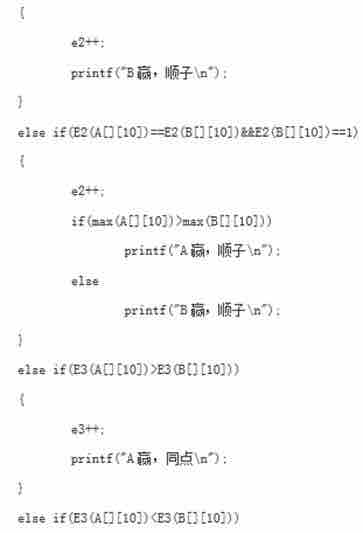 {
e2++;
printf("B赢，顺子\n");
}
else if(E2(A[][10])==E2(B[][10])&&E2(B[][10])==1)
{
e2++;
if(max(A[][10])>max(B[][10]))
printf("A赢，顺子\n");
else
printf("B赢，顺子\n");
}
else if(E3(A[][10])>E3(B[][10]))
{
e3++;
printf("A赢，同点\n");
}
else if(E3(A[][10])<E3(B[][10]))